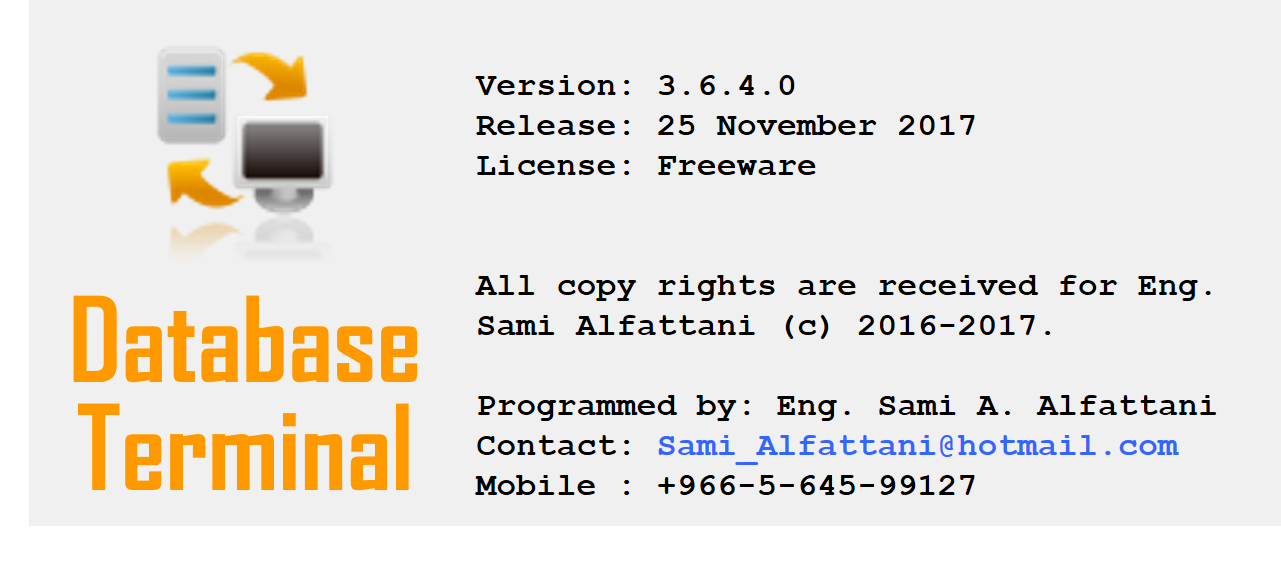 Database
Terminal
Version: 3.6.4.0
Release: 25 November 2017
License: Freeware
All copy rights are received for Eng.
Sami Alfattani (c) 2016-2017.
Programmed by: Eng. Sami A. Alfattani
Contact: Sami_Alfattani@hotmail.com
Mobile : +966-5-645-99127